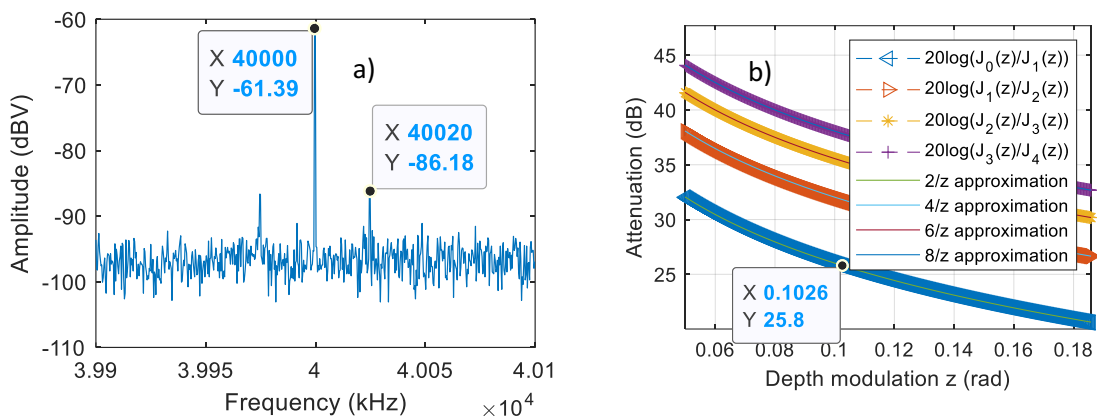 -60
-70
-80
-90
-100
-110
3.99
3.995
4
4.005
4.01
×10⁴
Frequency (kHz)
Amplitude (dBV)
a)
X 40000
Y -61.39
X 40020
Y -86.18
45
40
35
30
25
0.06
0.08
0.1
0.12
0.14
0.16
0.18
Depth modulation z (rad)
Attenuation (dB)
b)
20log(J₀(z)/J₁(z))
20log(J₁(z)/J₂(z))
20log(J₂(z)/J₃(z))
20log(J₃(z)/J₄(z))
2/z approximation
4/z approximation
6/z approximation
8/z approximation
X 0.1026
Y 25.8